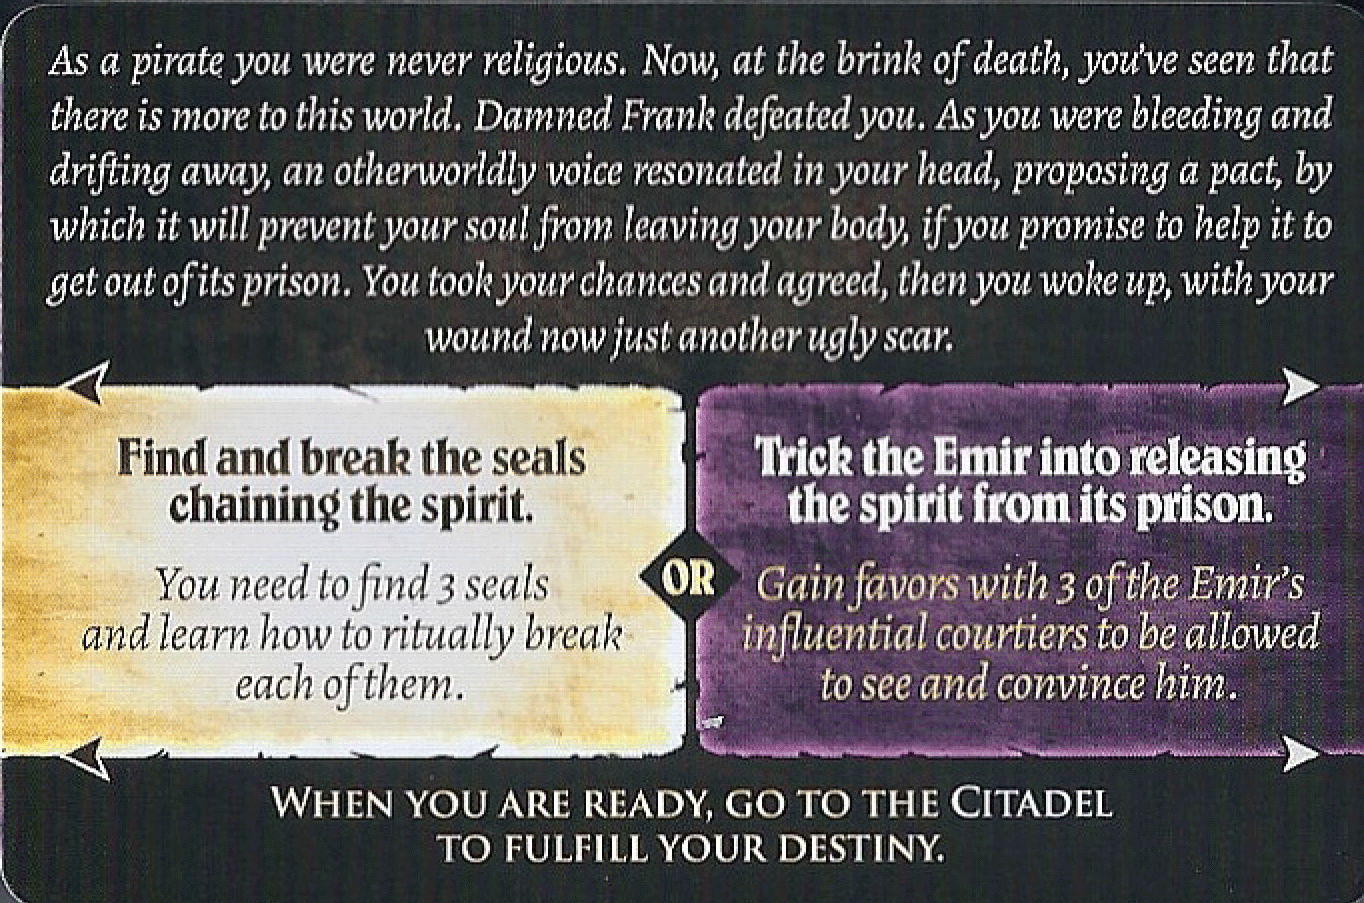 As a pirate you were never religious. Now, at the brink of death, you've seen that
there is more to this world. Damned Frank defeated you. As you were bleeding and
drifting away, an otherworldly voice resonated in your head, proposing a pact, by
which it will prevent your soul from leaving your body, if you promise to help it to
get out of its prison. You took your chances and agreed, then you woke up, with your
wound now just another ugly scar.
Find and break the seals
chaining the spirit.
You need to find 3 seals
and learn how to ritually break
each of them.
OR
Trick the Emir into releasing
the spirit from its prison.
Gain favors with 3 of the Emir's
influential courtiers to be allowed
to see and convince him.
WHEN YOU ARE READY, GO TO THE CITADEL
TO FULFILL YOUR DESTINY.